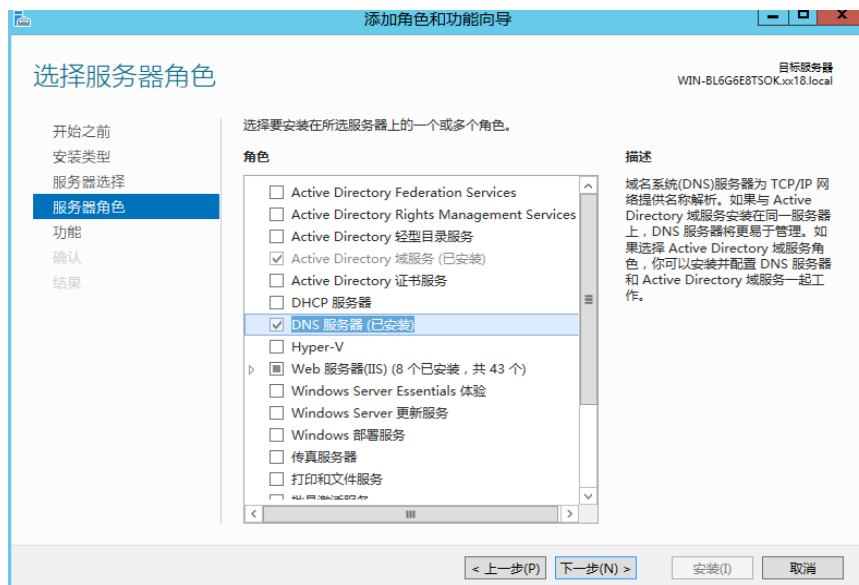 添加角色和功能向导
选择服务器角色
目标服务器
WIN-BL6G6E8TSOK.xx18.local
开始之前
安装类型
服务器选择
服务器角色
功能
确认
结果
选择要安装在所选服务器上的一个或多个角色。
角色
Active Directory Federation Services
Active Directory Rights Management Services
Active Directory 轻型目录服务
Active Directory 域服务 (已安装)
Active Directory 证书服务
DHCP 服务器
DNS 服务器 (已安装)
Hyper-V
Web 服务器(IIS) (8 个已安装，共 43 个)
Windows Server Essentials 体验
Windows Server 更新服务
Windows 部署服务
传真服务器
打印和文件服务
描述
域名系统(DNS)服务器为 TCP/IP 网
络提供名称解析。如果与 Active
Directory 域服务安装在同一服务器
上，DNS 服务器将更易于管理。如
果选择 Active Directory 域服务角
色，你可以安装并配置 DNS 服务器
和 Active Directory 域服务一起工
作。
< 上一步(P)
下一步(N) >
安装(I)
取消